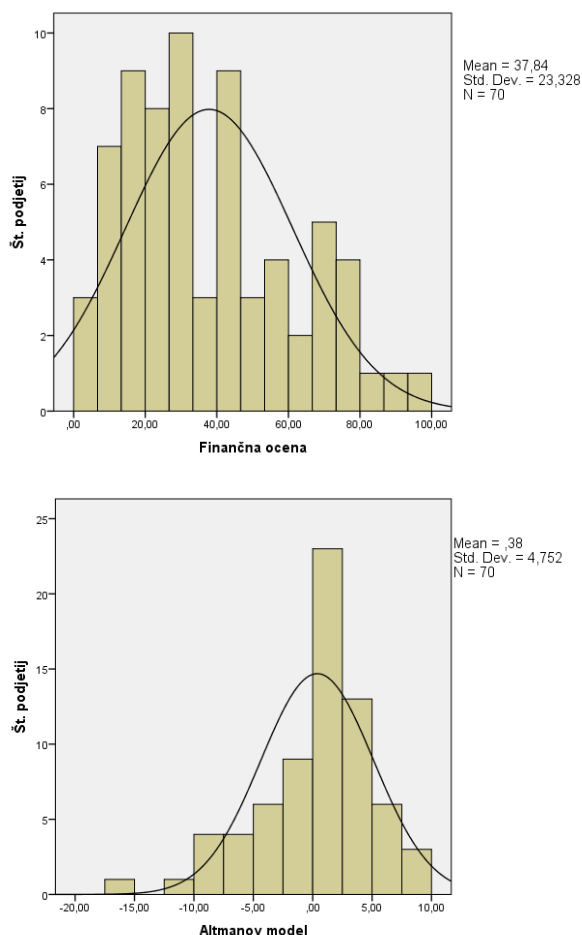 Mean = 37,84
Std. Dev. = 23,328
N = 70
10
8
6
4
2
0
Št. podjetij
,00 20,00 40,00 60,00 80,00 100,00
Finančna ocena
Mean = ,38
Std. Dev. = 4,752
N = 70
25
20
15
10
5
0
Št. podjetij
-20,00 -15,00 -10,00 -5,00 ,00 5,00 10,00
Altmanov model